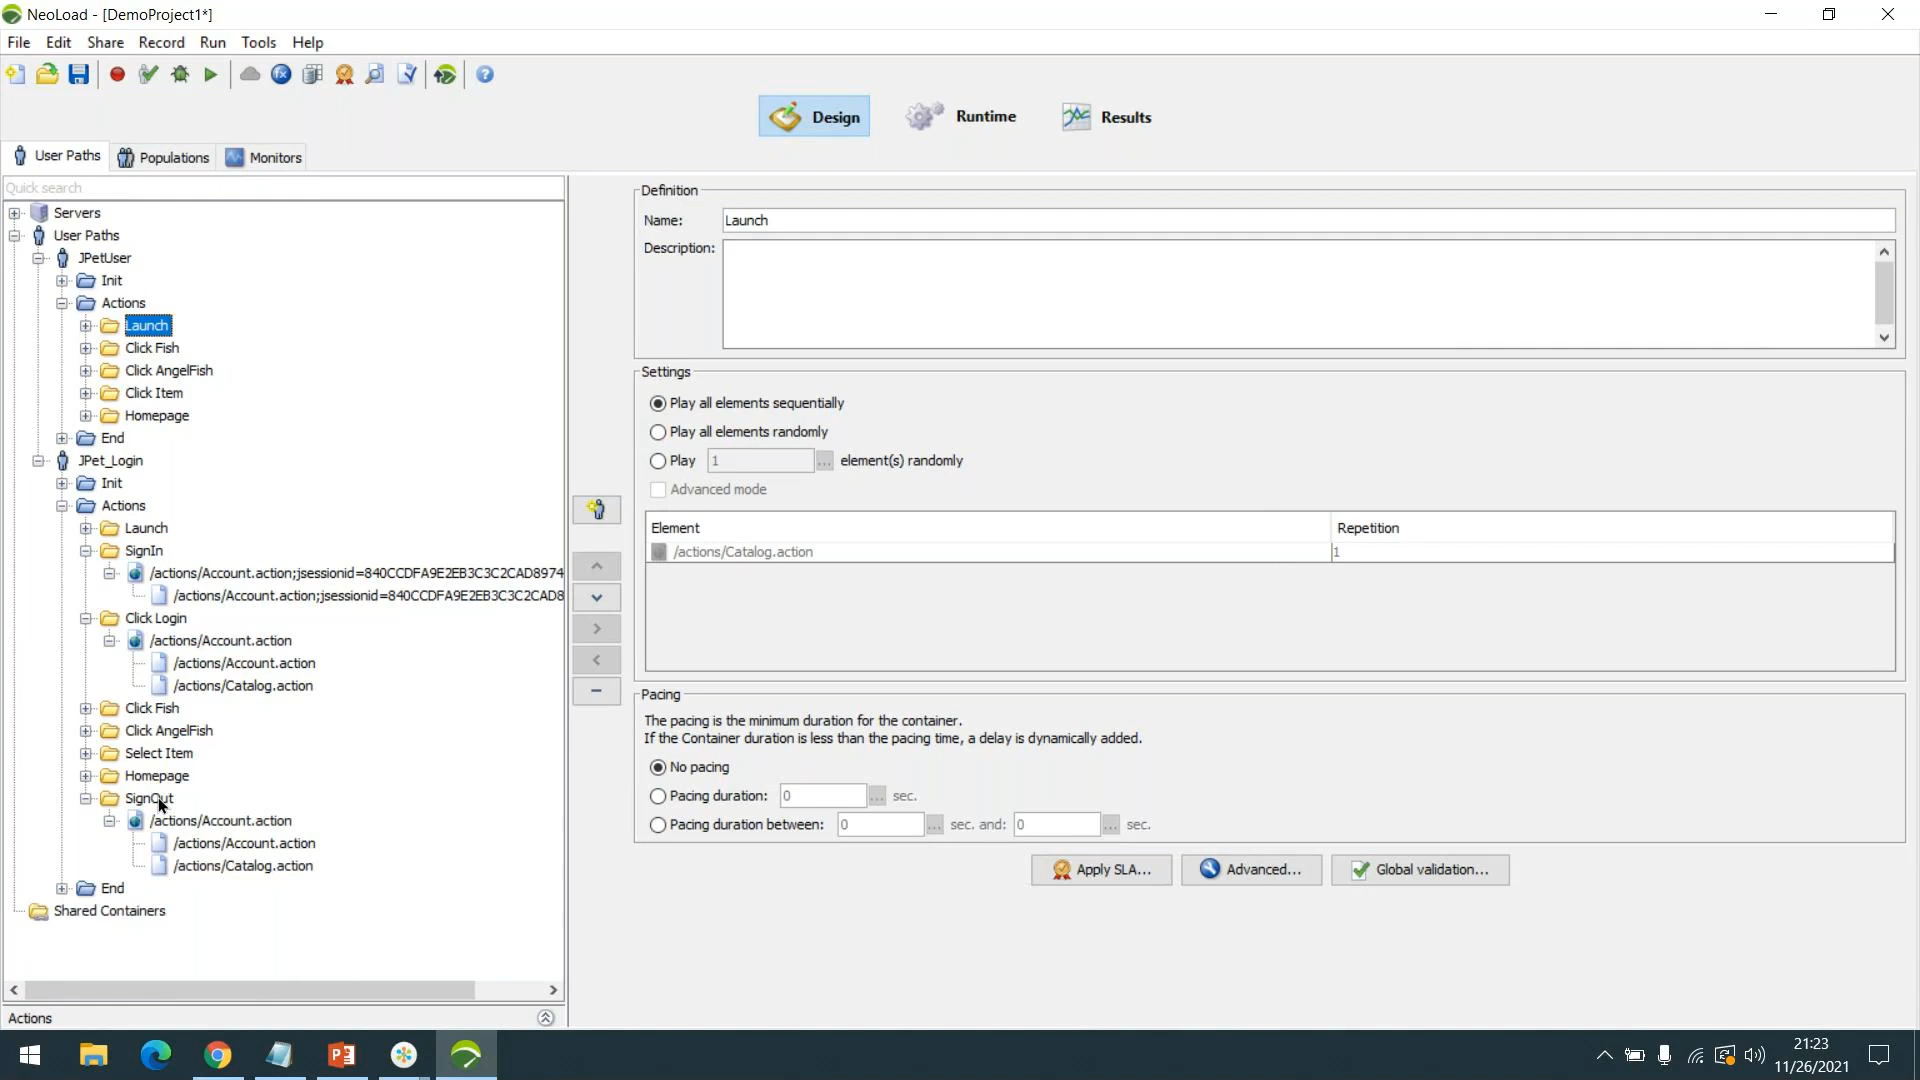 NeoLoad - [DemoProject1*]
File Edit Share Record Run Tools Help
Design Runtime Results
User Paths Populations Monitors
Quick search
Servers
User Paths
JPetUser
Init
Actions
Launch
Click Fish
Click AngelFish
Click Item
Homepage
End
JPet_Login
Init
Actions
Launch
SignIn
/actions/Account.action;jsessionid=840CCDFA9E2EB3C3C2CAD8974
/actions/Account.action;jsessionid=840CCDFA9E2EB3C3C2CAD8
Click Login
/actions/Account.action
/actions/Account.action
/actions/Catalog.action
Click Fish
Click AngelFish
Select Item
Homepage
SignOut
/actions/Account.action
/actions/Account.action
/actions/Catalog.action
End
Shared Containers
Actions
Definition
Name: Launch
Description:
Settings
Play all elements sequentially
Play all elements randomly
Play 1 ... element(s) randomly
Advanced mode
Element Repetition
/actions/Catalog.action 1
Pacing
The pacing is the minimum duration for the container.
If the Container duration is less than the pacing time, a delay is dynamically added.
No pacing
Pacing duration: 0 ... sec.
Pacing duration between: 0 ... sec. and: 0 ... sec.
Apply SLA... Advanced... Global validation...
21:23
11/26/2021